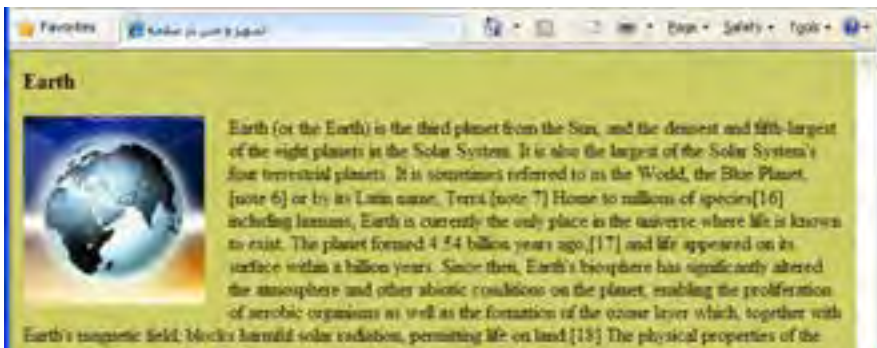 Favorites
Page Safety Tools
Earth
Earth (or the Earth) is the third planet from the Sun, and the densest and fifth-largest
of the eight planets in the Solar System. It is also the largest of the Solar System's
four terrestrial planets. It is sometimes referred to as the World, the Blue Planet,
[note 6] or by its Latin name, Terra.[note 7] Home to millions of species[16]
including humans, Earth is currently the only place in the universe where life is known
to exist. The planet formed 4.54 billion years ago,[17] and life appeared on its
surface within a billion years. Since then, Earth's biosphere has significantly altered
the atmosphere and other abiotic conditions on the planet, enabling the proliferation
of aerobic organisms as well as the formation of the ozone layer which, together with
Earth's magnetic field, blocks harmful solar radiation, permitting life on land.[18] The physical properties of the